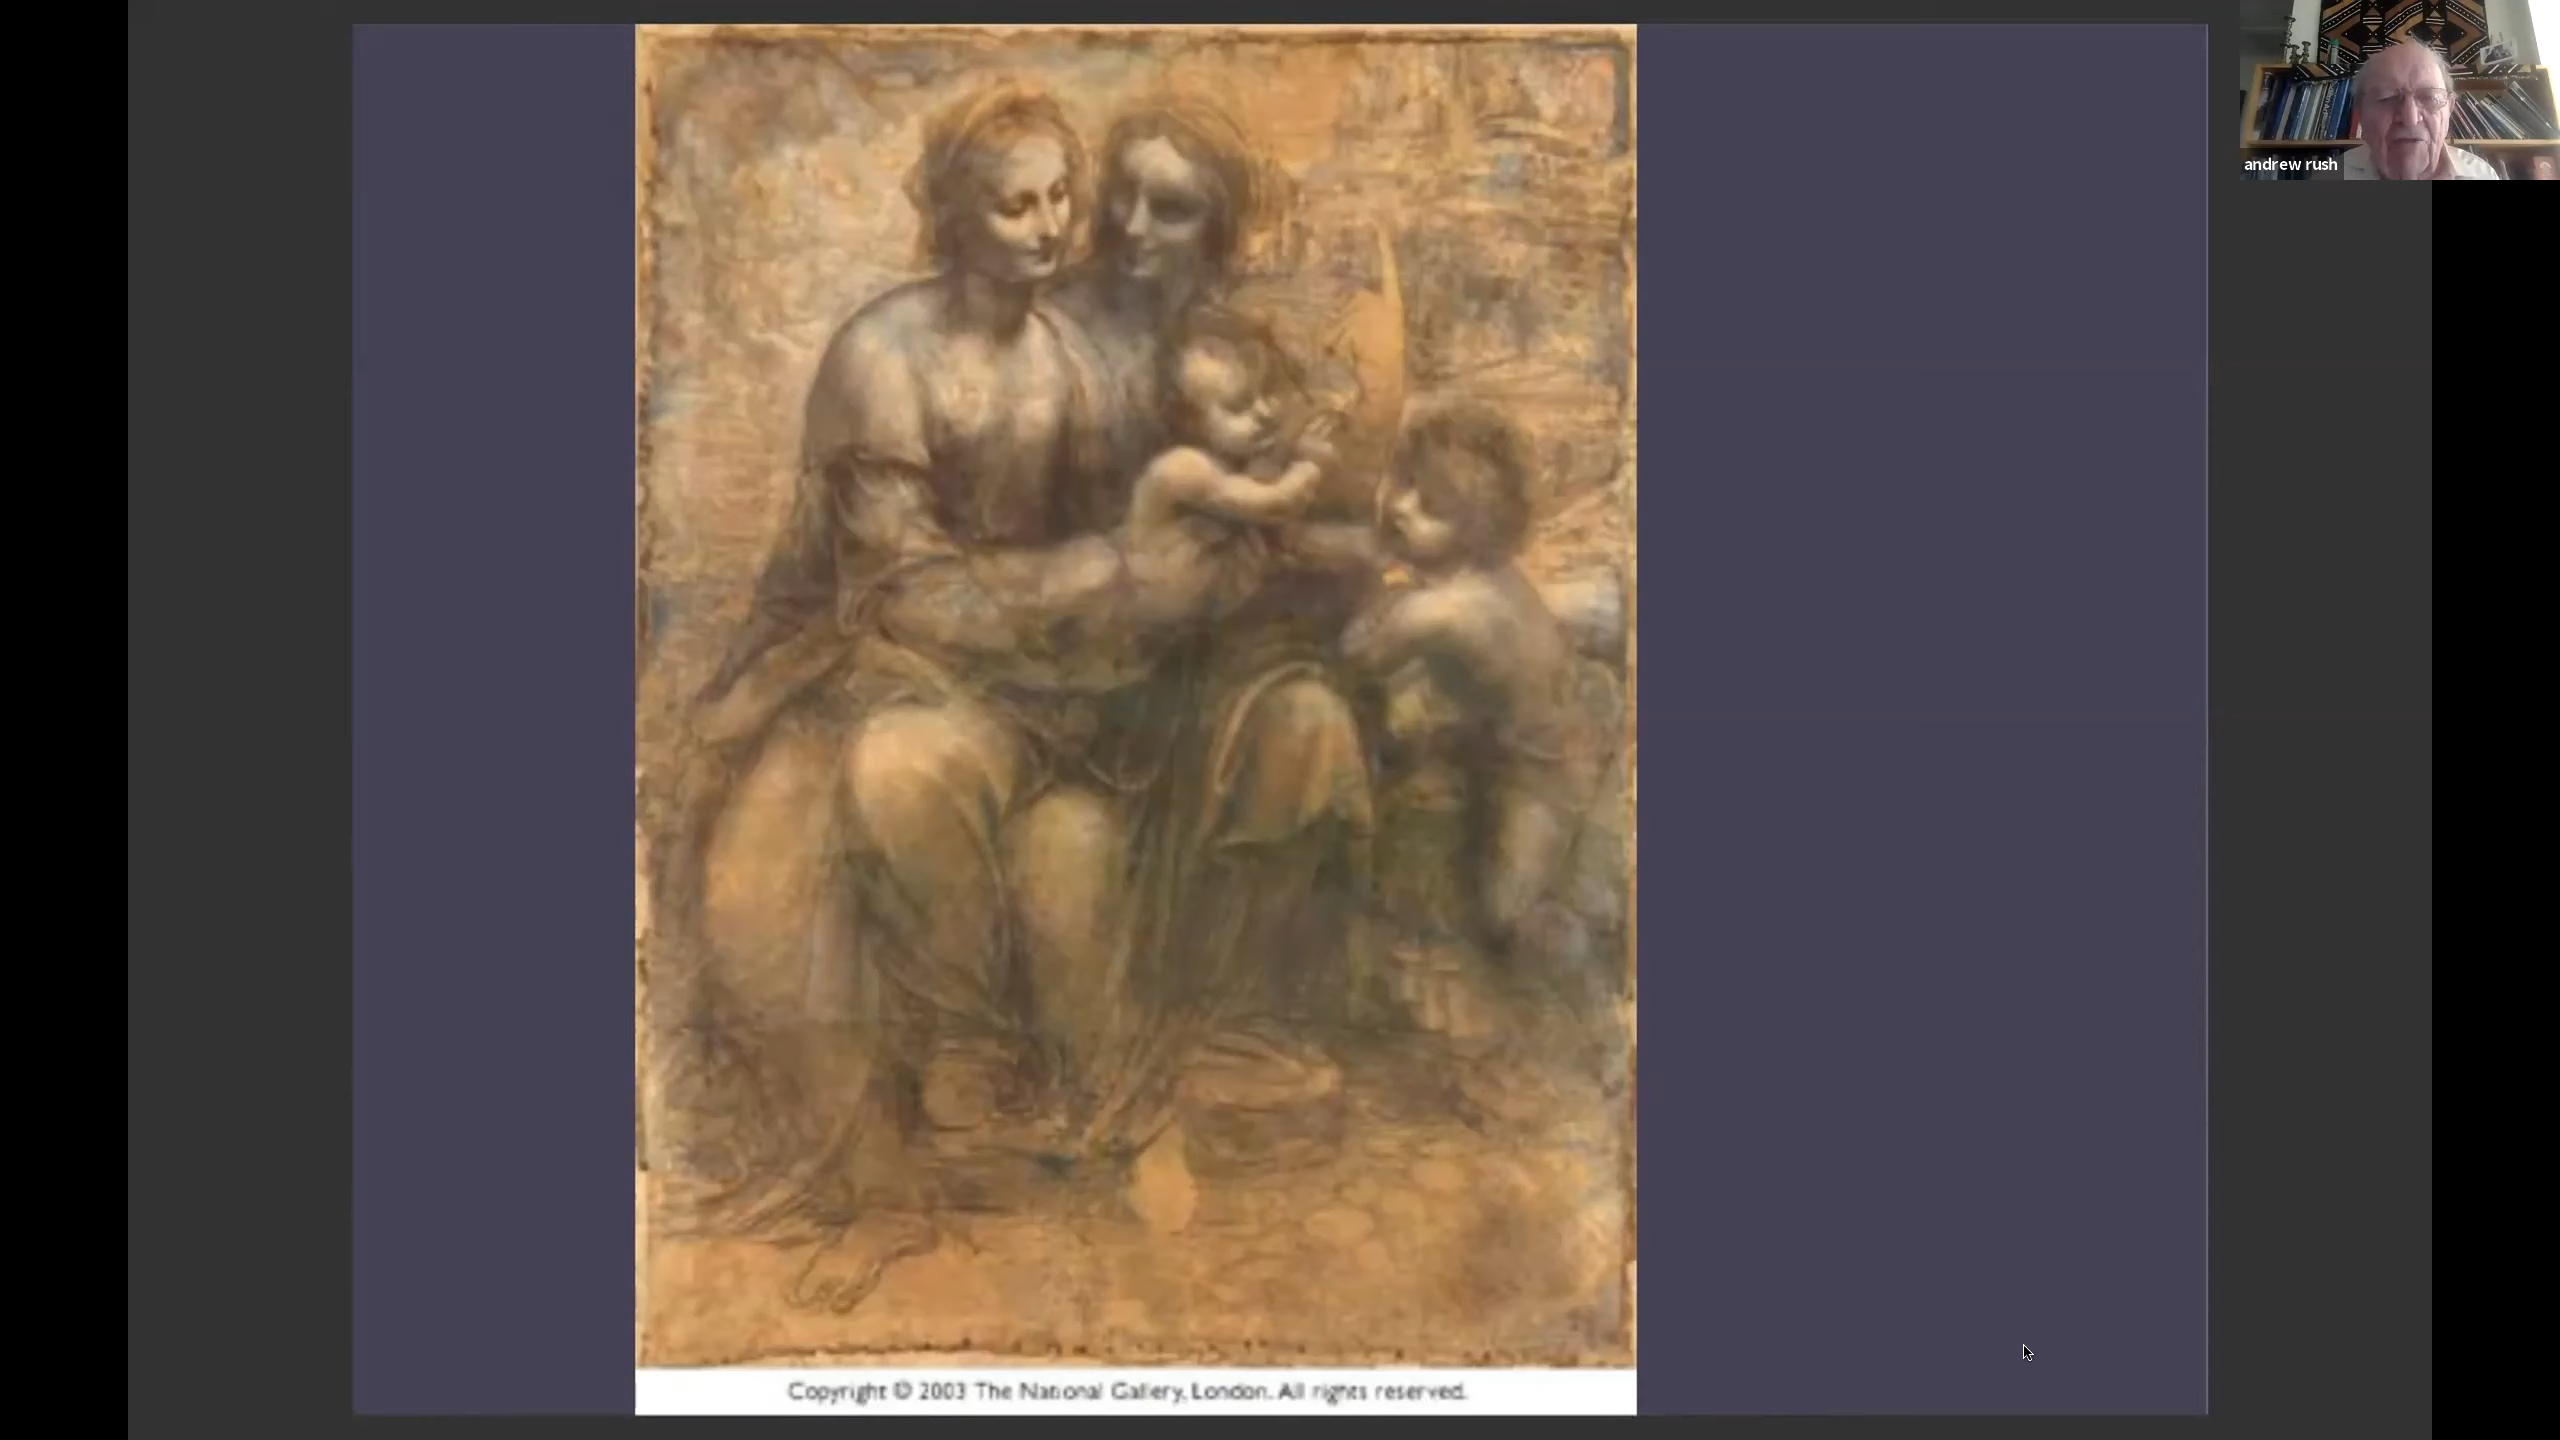 andrew rush
Copyright © 2003 The National Gallery, London. All rights reserved.